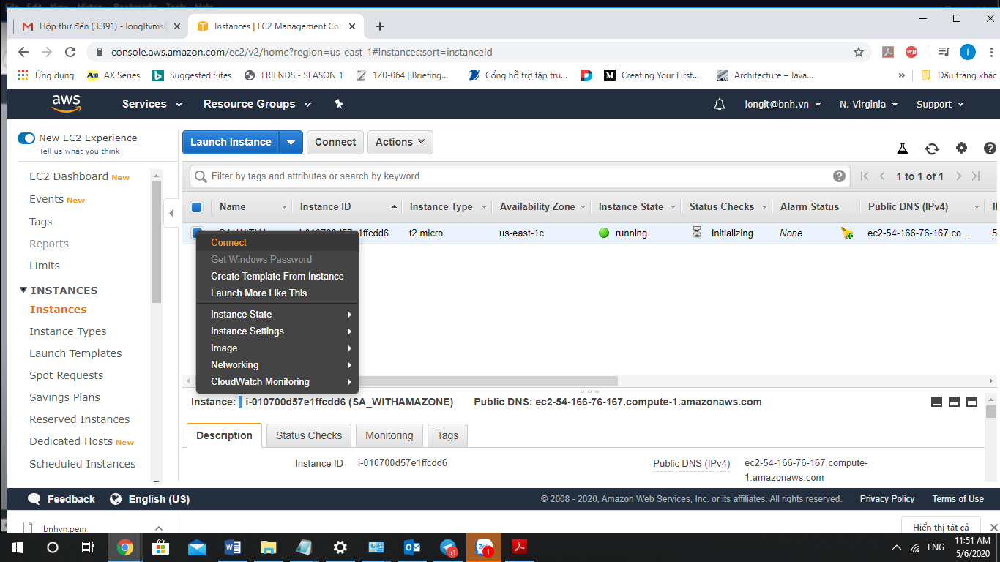 Hộp thư đến (3.391) - longltvms@
Instances | EC2 Management Con
console.aws.amazon.com/ec2/v2/home?region=us-east-1#Instances:sort=instanceId
Ứng dụng
A10 AX Series
Suggested Sites
FRIENDS - SEASON 1
1Z0-064 | Briefing...
Cổng hỗ trợ tập tru...
Creating Your First...
Architecture – Java...
»
Dấu trang khác
aws
Services
Resource Groups
longlt@bnh.vn
N. Virginia
Support
New EC2 Experience
Tell us what you think
Launch Instance
Connect
Actions
EC2 Dashboard New
Events New
Tags
Reports
Limits
INSTANCES
Instances
Instance Types
Launch Templates
Spot Requests
Savings Plans
Reserved Instances
Dedicated Hosts New
Scheduled Instances
Filter by tags and attributes or search by keyword
1 to 1 of 1
Name Instance ID Instance Type Availability Zone Instance State Status Checks Alarm Status Public DNS (IPv4)
t2.micro us-east-1c running Initializing None ec2-54-166-76-167.co... 5
Connect
Get Windows Password
Create Template From Instance
Launch More Like This
Instance State
Instance Settings
Image
Networking
CloudWatch Monitoring
Instance: i-010700d57e1ffcdd6 (SA_WITHAMAZONE) Public DNS: ec2-54-166-76-167.compute-1.amazonaws.com
Description Status Checks Monitoring Tags
Instance ID i-010700d57e1ffcdd6
Public DNS (IPv4) ec2-54-166-76-167.compute-
1.amazonaws.com
Feedback
English (US)
© 2008 - 2020, Amazon Web Services, Inc. or its affiliates. All rights reserved.
Privacy Policy
Terms of Use
bnhvn.pem
Hiển thị tất cả
51
Zalo
1
ENG
11:51 AM
5/6/2020